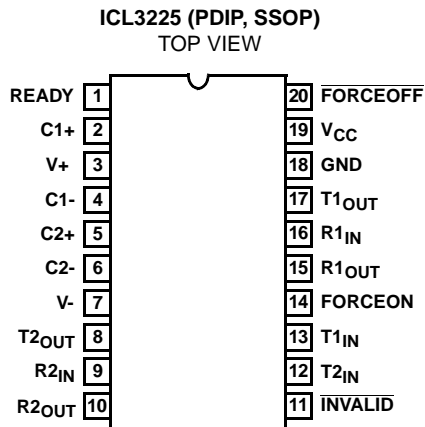 ICL3225 (PDIP, SSOP)
TOP VIEW
READY 1 20 FORCEOFF
C1+ 2 19 VCC
V+ 3 18 GND
C1- 4 17 T1OUT
C2+ 5 16 R1IN
C2- 6 15 R1OUT
V- 7 14 FORCEON
T2OUT 8 13 T1IN
R2IN 9 12 T2IN
R2OUT 10 11 INVALID